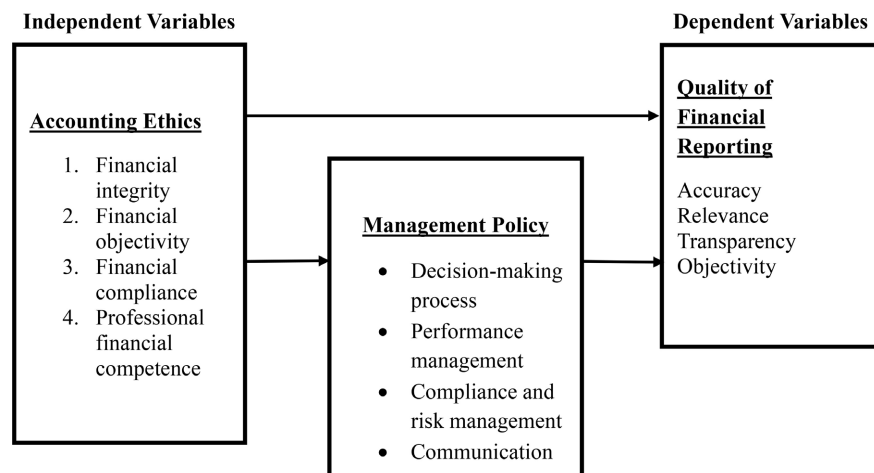 Independent Variables
Dependent Variables
Accounting Ethics
1. Financial
integrity
2. Financial
objectivity
3. Financial
compliance
4. Professional
financial
competence
Management Policy
• Decision-making
process
• Performance
management
• Compliance and
risk management
• Communication
Quality of
Financial
Reporting
Accuracy
Relevance
Transparency
Objectivity